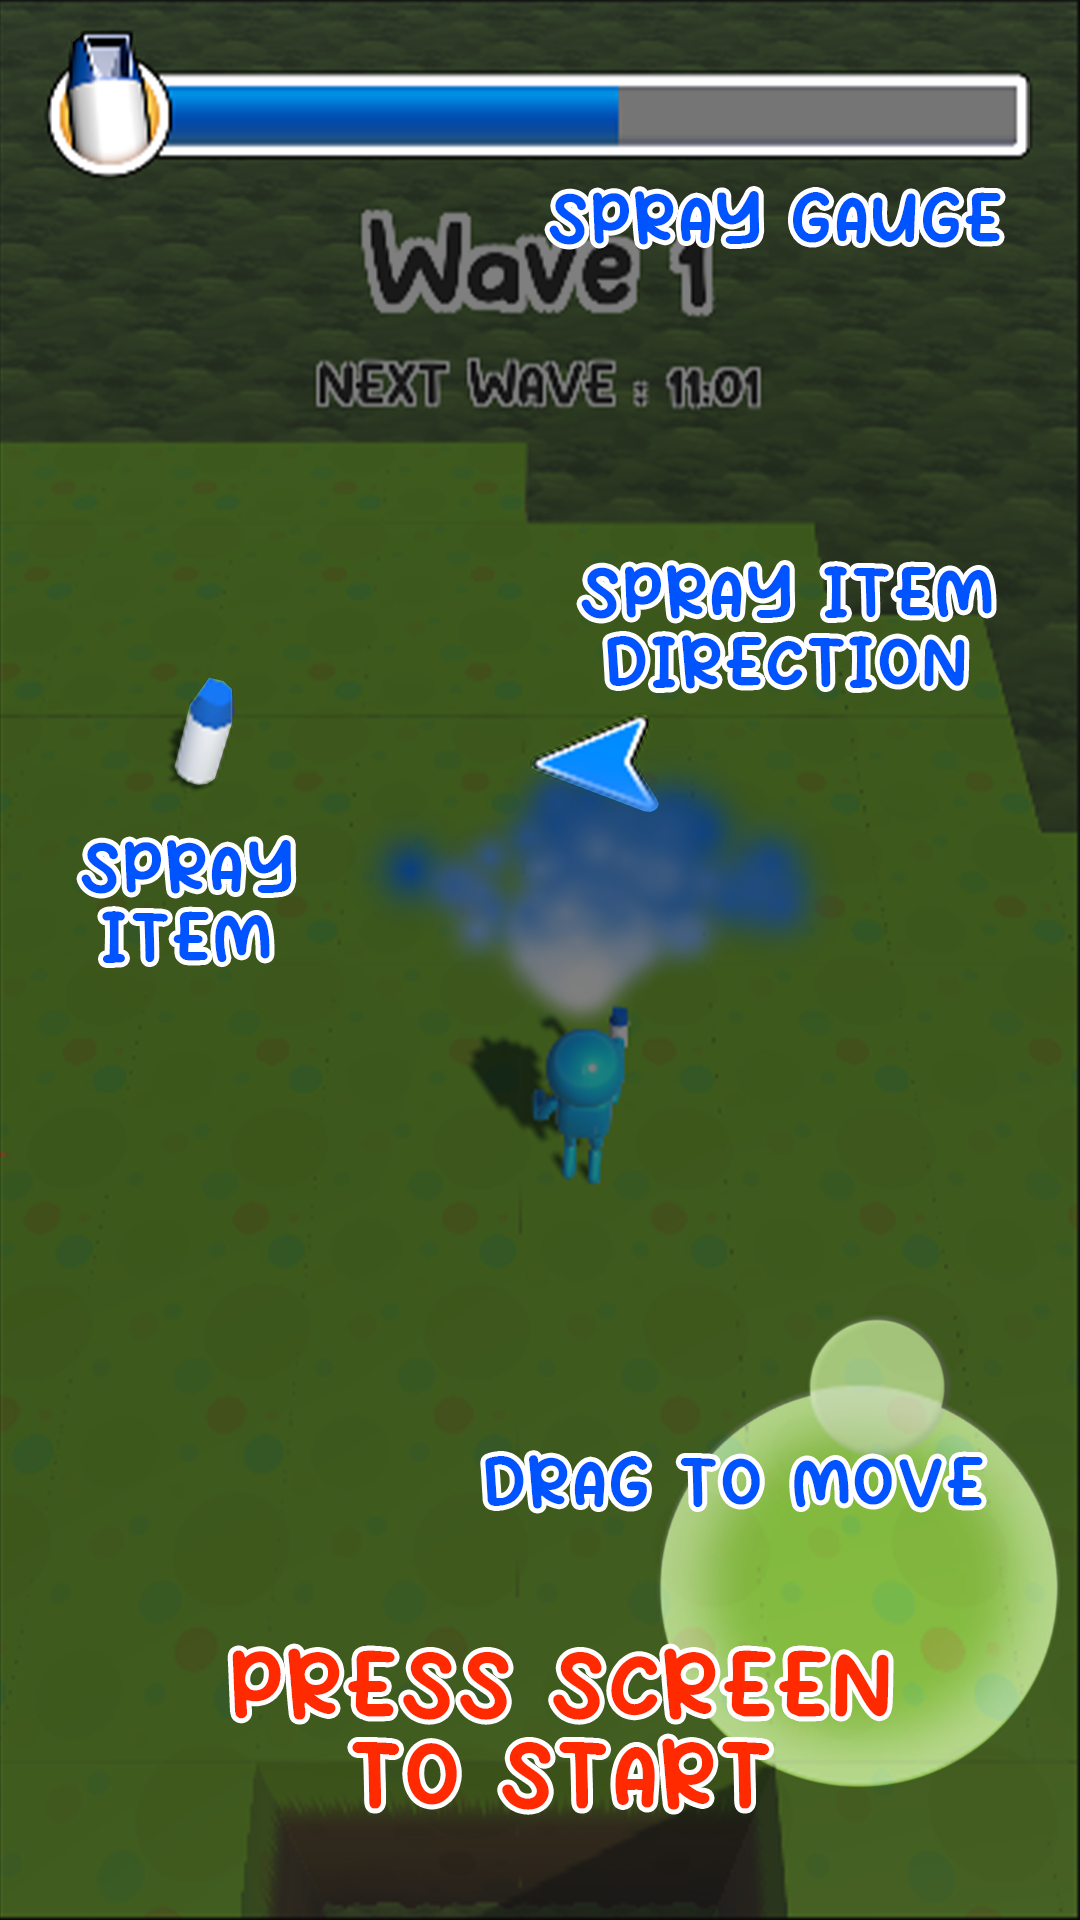 SPRAY GAUGE
Wave 1
NEXT WAVE : 11:01
SPRAY ITEM
DIRECTION
SPRAY
ITEM
DRAG TO MOVE
PRESS SCREEN
TO START